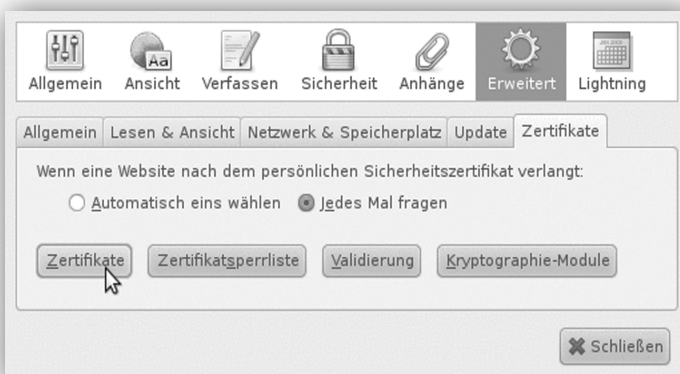 Allgemein Ansicht Verfassen Sicherheit Anhänge Erweitert Lightning
Allgemein Lesen & Ansicht Netzwerk & Speicherplatz Update Zertifikate
Wenn eine Website nach dem persönlichen Sicherheitszertifikat verlangt:
Automatisch eins wählen Jedes Mal fragen
Zertifikate Zertifikatsperrliste Validierung Kryptographie-Module
Schließen